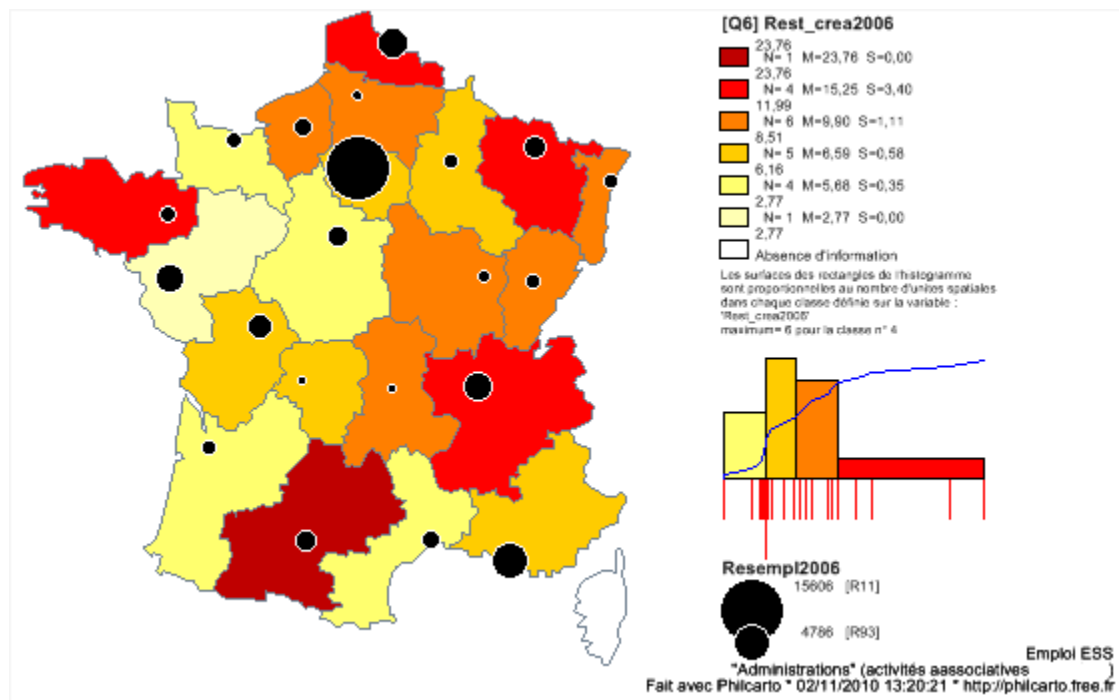 [Q6] Rest_crea2006
23,76
N= 1 M=23,76 S=0,00
23,76
N= 4 M=15,25 S=3,40
11,99
N= 6 M=9,90 S=1,11
8,51
N= 5 M=6,59 S=0,58
6,16
N= 4 M=5,68 S=0,35
2,77
N= 1 M=2,77 S=0,00
2,77
Absence d'information
Les surfaces des rectangles de l'histogramme
sont proportionnelles au nombre d'unites spatiales
dans chaque classe définie sur la variable :
'Rest_crea2006'
maximum= 6 pour la classe n° 4
Resempl2006
15606 [R11]
4786 [R93]
Emploi ESS
"Administrations" (activités aassociatives )
Fait avec Philcarto * 02/11/2010 13:20:21 * http://philcarto.free.fr